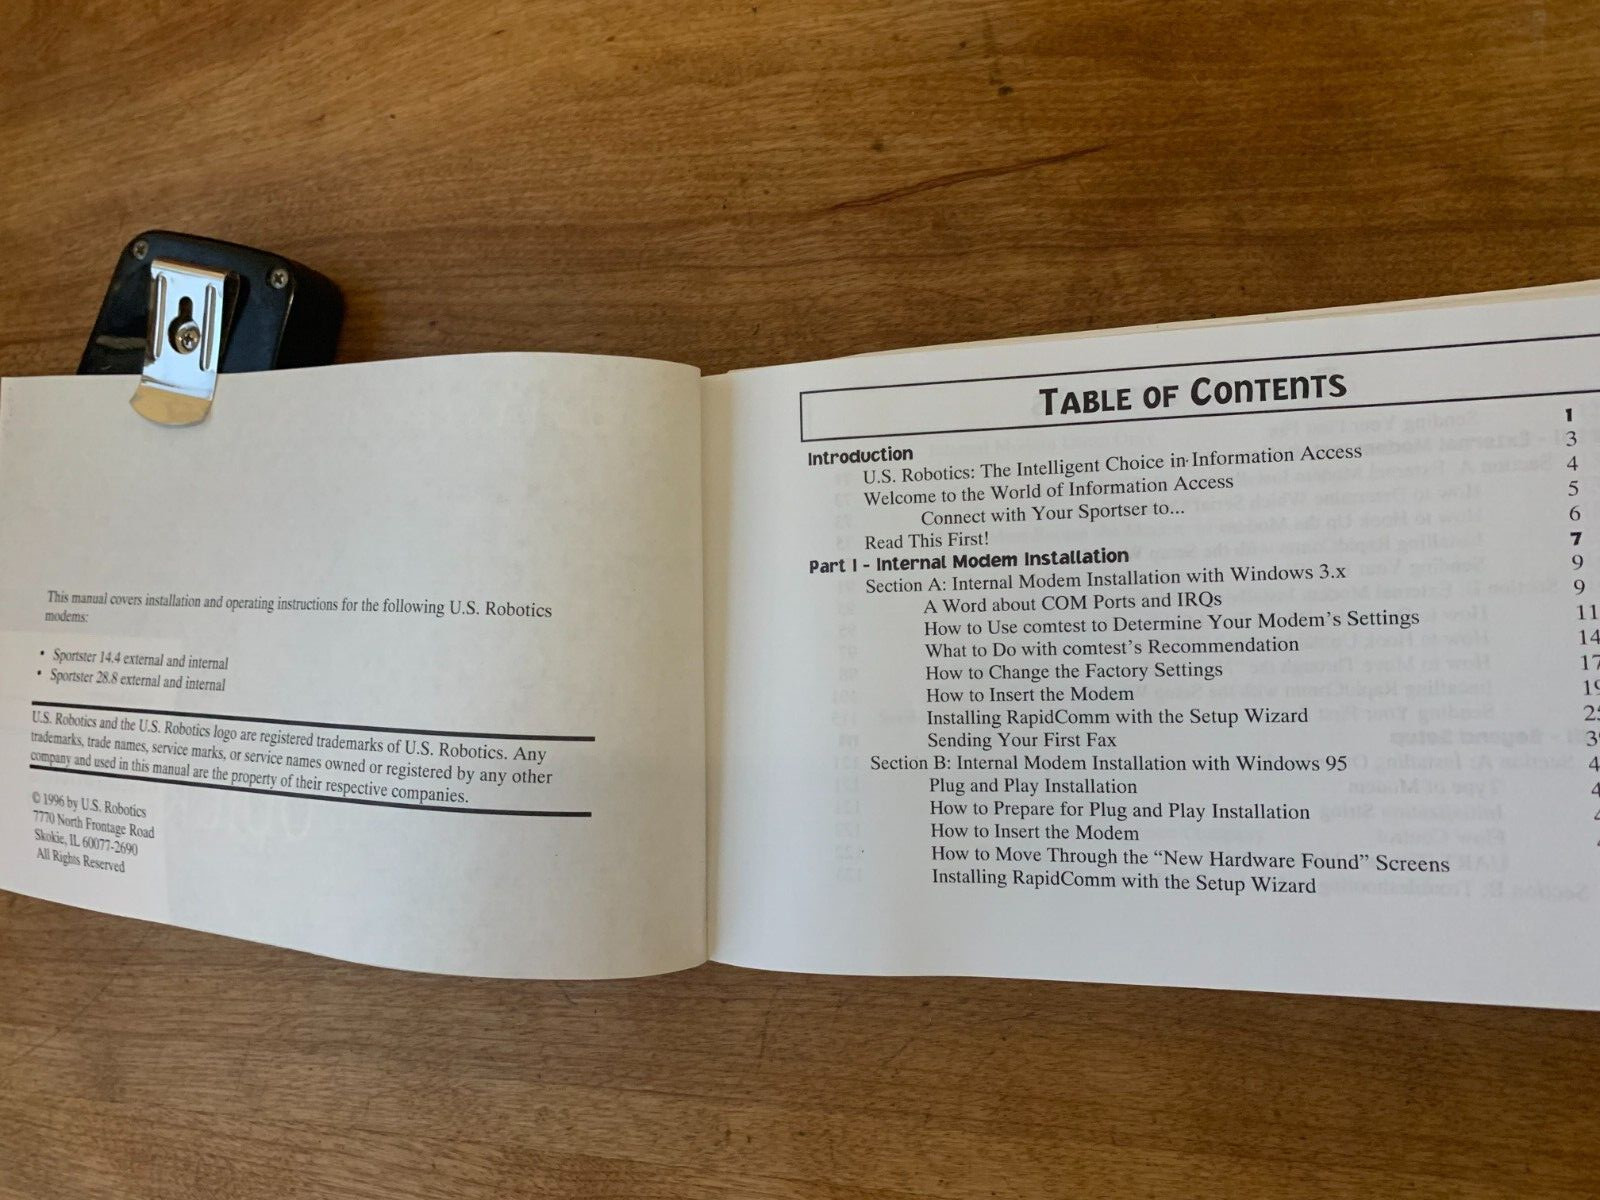 This manual covers installation and operating instructions for the following U.S. Robotics
modems:
• Sportster 14.4 external and internal
• Sportster 28.8 external and internal
U.S. Robotics and the U.S. Robotics logo are registered trademarks of U.S. Robotics. Any
trademarks, trade names, service marks, or service names owned or registered by any other
company and used in this manual are the property of their respective companies.
© 1996 by U.S. Robotics
7770 North Frontage Road
Skokie, IL 60077-2690
All Rights Reserved
TABLE OF CONTENTS
Introduction 1
U.S. Robotics: The Intelligent Choice in Information Access 3
Welcome to the World of Information Access 4
Connect with Your Sportser to... 5
Read This First! 6
Part I - Internal Modem Installation 7
Section A: Internal Modem Installation with Windows 3.x 9
A Word about COM Ports and IRQs 9
How to Use comtest to Determine Your Modem's Settings 11
What to Do with comtest's Recommendation 14
How to Change the Factory Settings 17
How to Insert the Modem
Installing RapidComm with the Setup Wizard
Sending Your First Fax
Section B: Internal Modem Installation with Windows 95
Plug and Play Installation
How to Prepare for Plug and Play Installation
How to Insert the Modem
How to Move Through the “New Hardware Found” Screens
Installing RapidComm with the Setup Wizard